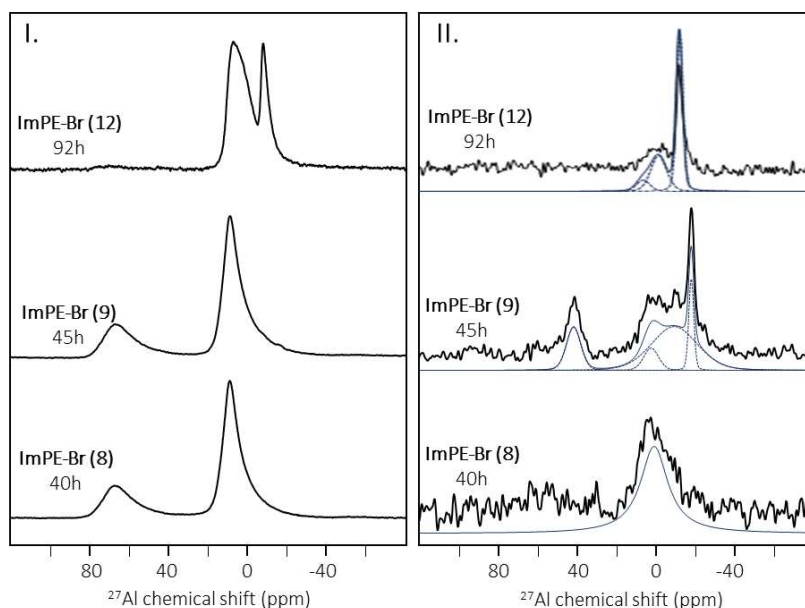 I.
ImPE-Br (12)
92h
ImPE-Br (9)
45h
ImPE-Br (8)
40h
80 40 0 -40
²⁷Al chemical shift (ppm)
II.
ImPE-Br (12)
92h
ImPE-Br (9)
45h
ImPE-Br (8)
40h
80 40 0 -40
²⁷Al chemical shift (ppm)